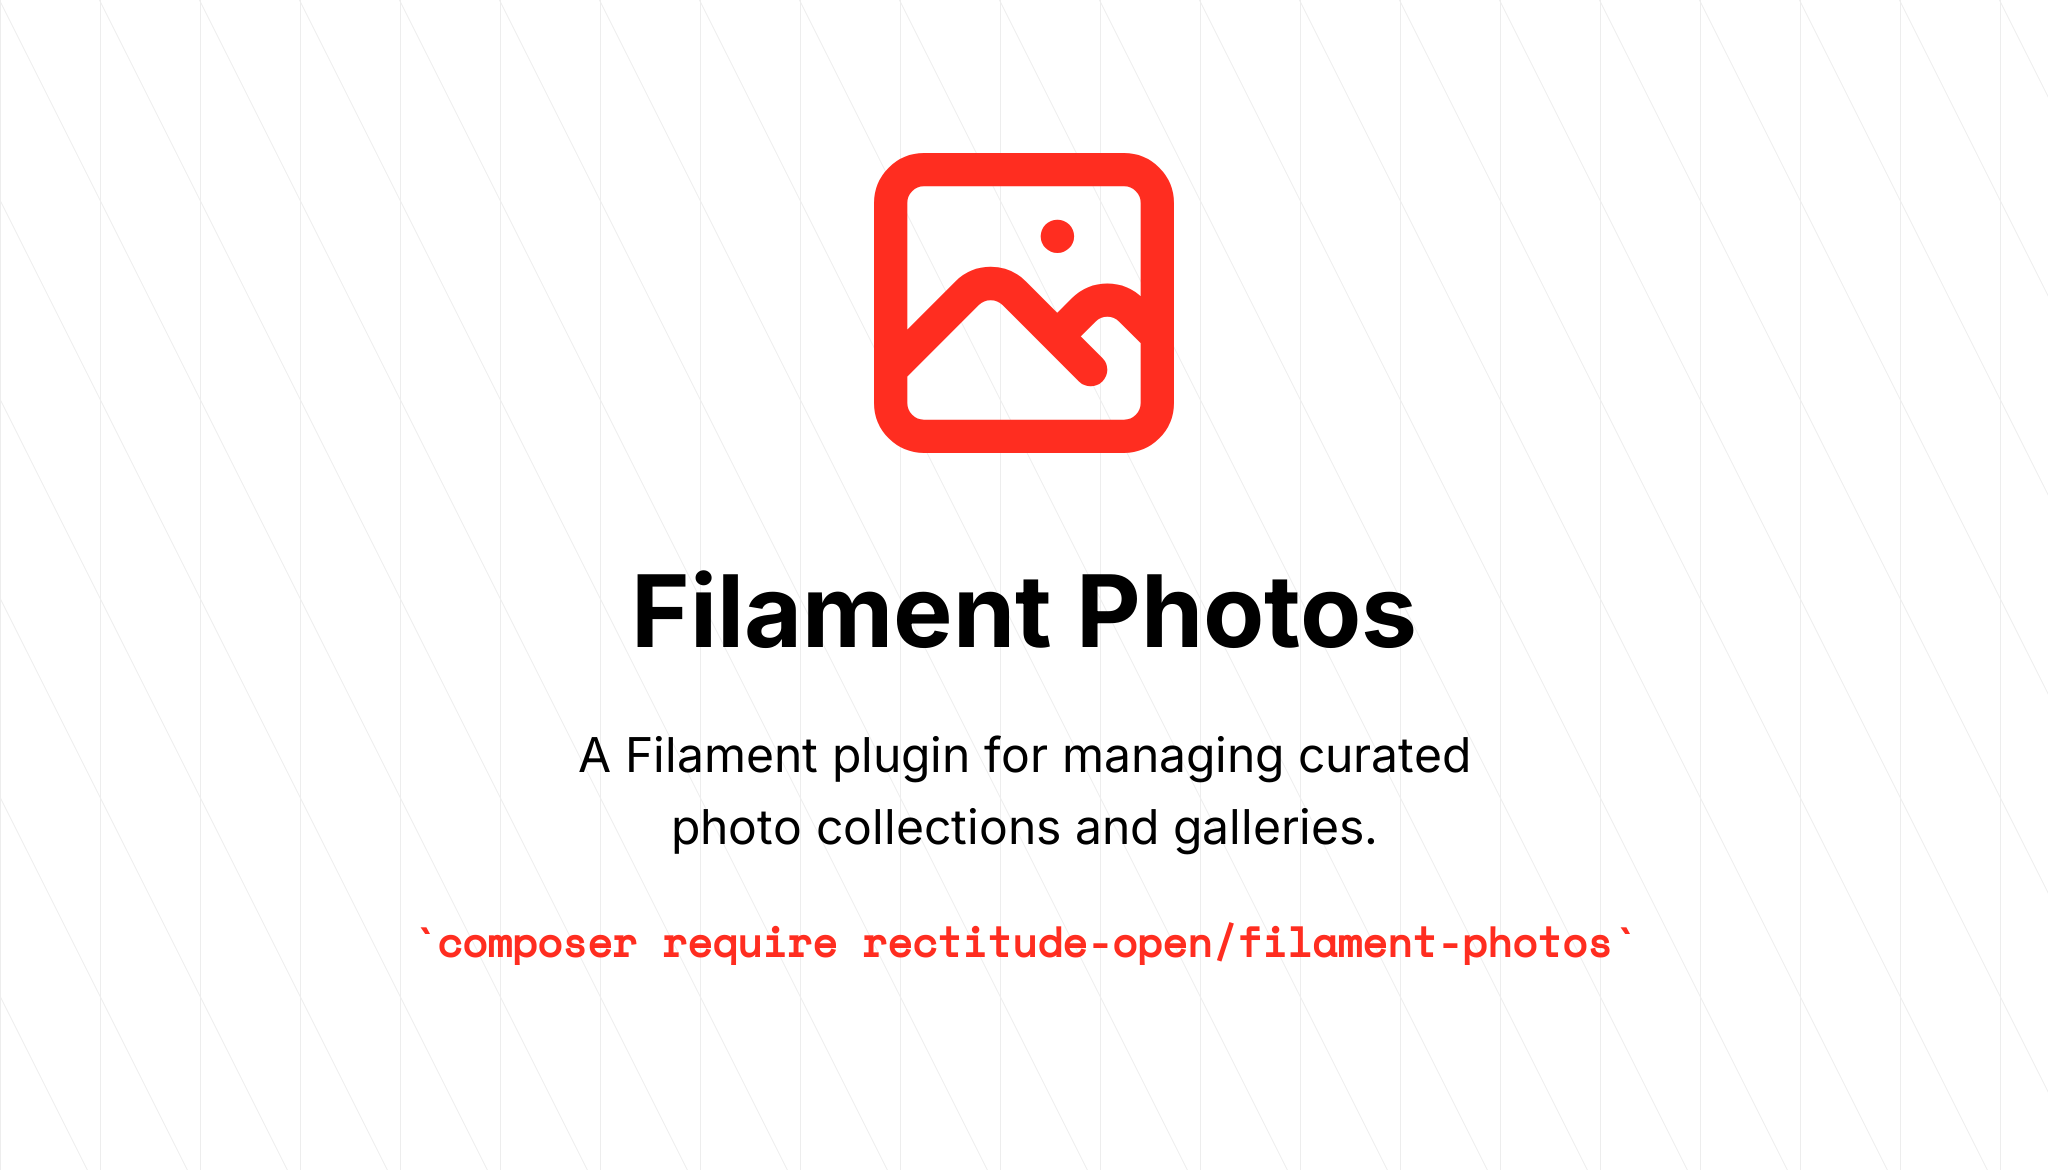 Filament Photos
A Filament plugin for managing curated
photo collections and galleries.
`composer require rectitude-open/filament-photos`